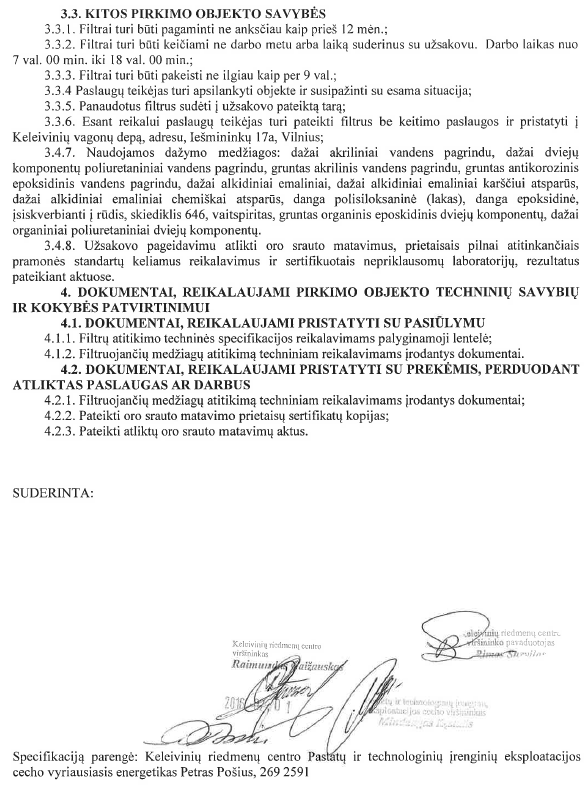 3.3. KITOS PIRKIMO OBJEKTO SAVYBĖS
3.3.1. Filtrai turi būti pagaminti ne anksčiau kaip prieš 12 mėn.;
3.3.2. Filtrai turi būti keičiami ne darbo metu arba laiką suderinus su užsakovu. Darbo laikas nuo
7 val. 00 min. iki 18 val. 00 min.;
3.3.3. Filtrai turi būti pakeisti ne ilgiau kaip per 9 val.;
3.3.4 Paslaugų teikėjas turi apsilankyti objekte ir susipažinti su esama situacija;
3.3.5. Panaudotus filtrus sudėti į užsakovo pateiktą tarą;
3.3.6. Esant reikalui paslaugų teikėjas turi pateikti filtrus be keitimo paslaugos ir pristatyti į
Keleivinių vagonų depą, adresu, Iešmininkų 17a, Vilnius;
3.4.7. Naudojamos dažymo medžiagos: dažai akriliniai vandens pagrindu, dažai dviejų
komponentų poliuretaniniai vandens pagrindu, gruntas akrilinis vandens pagrindu, gruntas antikorozinis
epoksidinis vandens pagrindu, dažai alkidiniai emaliniai, dažai alkidiniai emaliniai karščiui atsparūs,
dažai alkidiniai emaliniai chemiškai atsparūs, danga polisiloksaninė (lakas), danga epoksidinė,
įsiskverbianti į rūdis, skiediklis 646, vaitspiritas, gruntas organinis eposkidinis dviejų komponentų, dažai
organiniai poliuretaniniai dviejų komponentų.
3.4.8. Užsakovo pageidavimu atlikti oro srauto matavimus, prietaisais pilnai atitinkančiais
pramonės standartų keliamus reikalavimus ir sertifikuotais nepriklausomų laboratorijų, rezultatus
pateikiant aktuose.
4. DOKUMENTAI, REIKALAUJAMI PIRKIMO OBJEKTO TECHNINIŲ SAVYBIŲ
IR KOKYBĖS PATVIRTINIMUI
4.1. DOKUMENTAI, REIKALAUJAMI PRISTATYTI SU PASIŪLYMU
4.1.1. Filtrų atitikimo techninės specifikacijos reikalavimams palyginamoji lentelė;
4.1.2. Filtruojančių medžiagų atitikimą techniniam reikalavimams įrodantys dokumentai.
4.2. DOKUMENTAI, REIKALAUJAMI PRISTATYTI SU PREKĖMIS, PERDUODANT
ATLIKTAS PASLAUGAS AR DARBUS
4.2.1. Filtruojančių medžiagų atitikimą techniniam reikalavimams įrodantys dokumentai;
4.2.2. Pateikti oro srauto matavimo prietaisų sertifikatų kopijas;
4.2.3. Pateikti atliktų oro srauto matavimų aktus.
SUDERINTA:
Keleivinių riedmenų centro
viršininko pavaduotojas
Keleivinių riedmenų centro
viršininkas
ir technologinių įrenginių
eksploatacijos cecho viršininkas
Specifikaciją parengė: Keleivinių riedmenų centro Pastatų ir technologinių įrenginių eksploatacijos
cecho vyriausiasis energetikas Petras Pošius, 269 2591